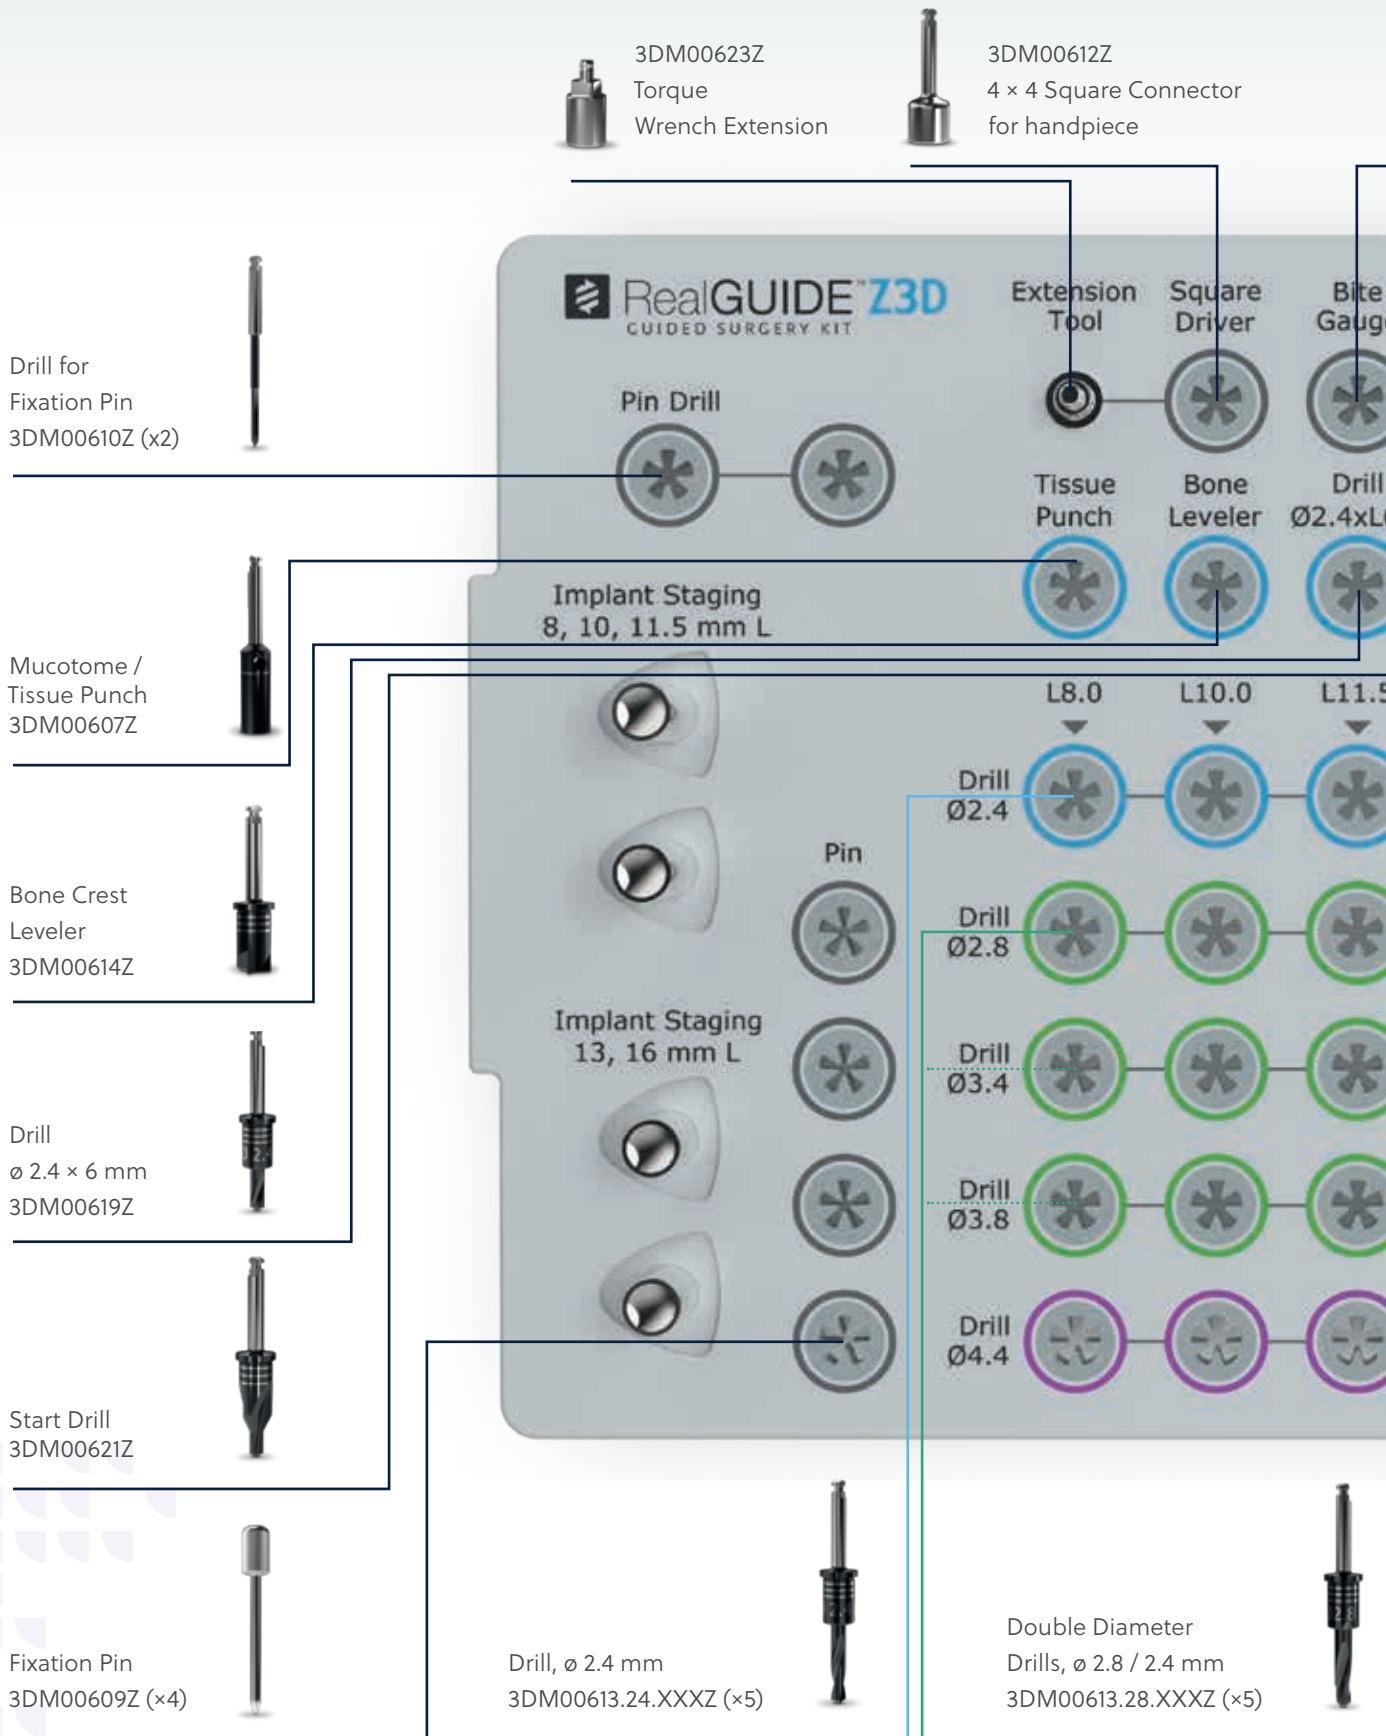 3DM00623Z
Torque
Wrench Extension
3DM00612Z
4 × 4 Square Connector
for handpiece
RealGUIDE™ Z3D
GUIDED SURGERY KIT
Extension
Tool
Square
Driver
Bite
Pin Drill
Tissue
Punch
Bone
Leveler
Drill
Implant Staging
8, 10, 11.5 mm L
L8.0
L10.0
L11.5
Drill
Ø2.4
Pin
Drill
Ø2.8
Implant Staging
13, 16 mm L
Drill
Ø3.4
Drill
Ø3.8
Drill
Ø4.4
Drill for
Fixation Pin
3DM00610Z (x2)
Mucotome /
Tissue Punch
3DM00607Z
Bone Crest
Leveler
3DM00614Z
Drill
ø 2.4 × 6 mm
3DM00619Z
Start Drill
3DM00621Z
Fixation Pin
3DM00609Z (×4)
Drill, ø 2.4 mm
3DM00613.24.XXXZ (×5)
Double Diameter
Drills, ø 2.8 / 2.4 mm
3DM00613.28.XXXZ (×5)